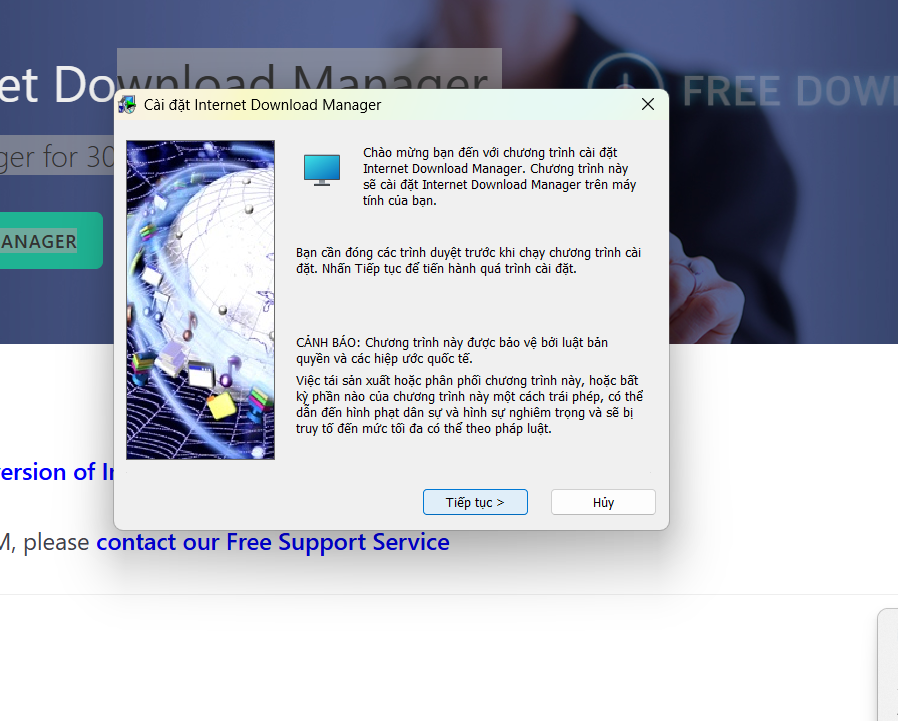 et Download Manager
FREE DOW
ger for 30
ANAGER
Cài đặt Internet Download Manager
Chào mừng bạn đến với chương trình cài đặt
Internet Download Manager. Chương trình này
sẽ cài đặt Internet Download Manager trên máy
tính của bạn.
Bạn cần đóng các trình duyệt trước khi chạy chương trình cài
đặt. Nhấn Tiếp tục để tiến hành quá trình cài đặt.
CẢNH BÁO: Chương trình này được bảo vệ bởi luật bản
quyền và các hiệp ước quốc tế.
Việc tái sản xuất hoặc phân phối chương trình này, hoặc bất
kỳ phần nào của chương trình này một cách trái phép, có thể
dẫn đến hình phạt dân sự và hình sự nghiêm trọng và sẽ bị
truy tố đến mức tối đa có thể theo pháp luật.
Tiếp tục >
Hủy
ersion of I
M, please contact our Free Support Service